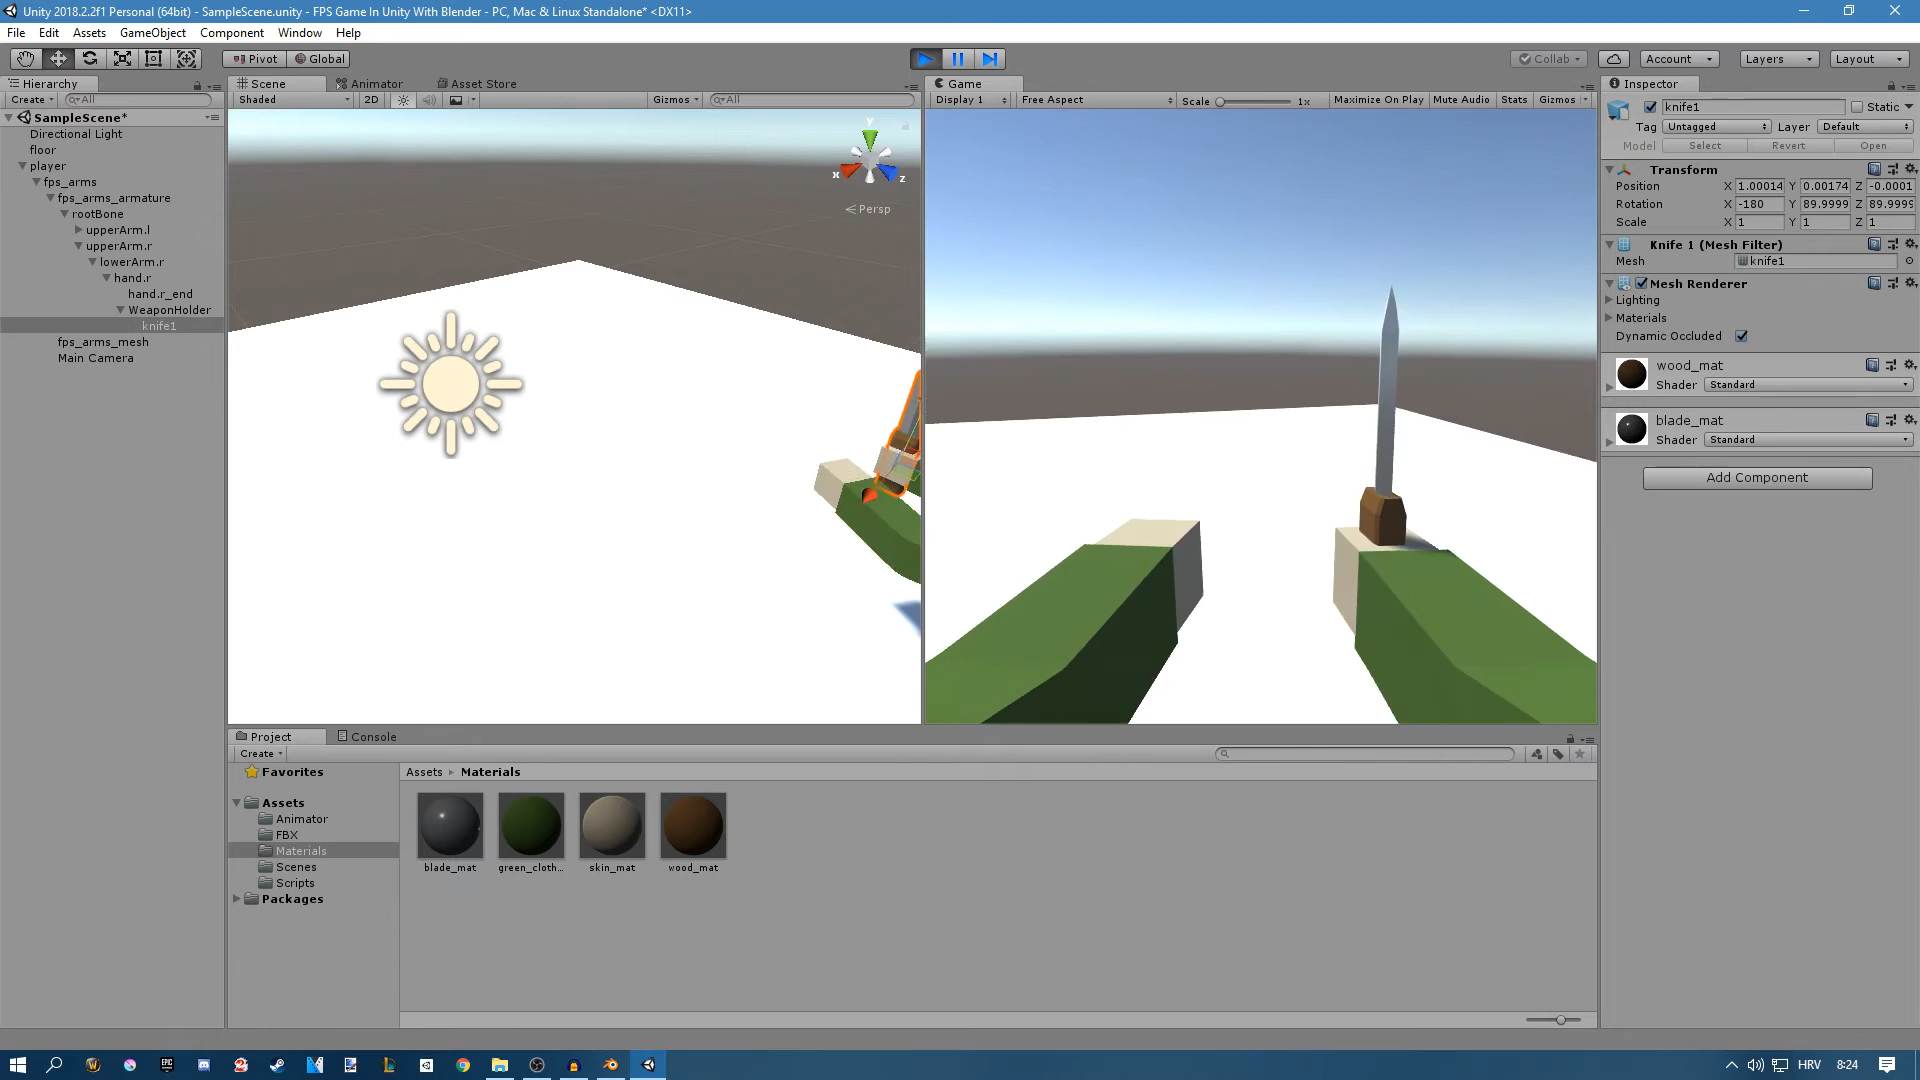 Unity 2018.2.2f1 Personal (64bit) - SampleScene.unity - FPS Game In Unity With Blender - PC, Mac & Linux Standalone* <DX11>
File Edit Assets GameObject Component Window Help
Pivot Global Collab Account Layers Layout
Hierarchy
Create All
SampleScene*
Directional Light
floor
player
fps_arms
fps_arms_armature
rootBone
upperArm.l
upperArm.r
lowerArm.r
hand.r
hand.r_end
WeaponHolder
knife1
fps_arms_mesh
Main Camera
Scene Animator Asset Store
Shaded 2D Gizmos All
y
x
z
Persp
Game
Display 1 Free Aspect Scale 1x Maximize On Play Mute Audio Stats Gizmos
Inspector
knife1 Static
Tag Untagged Layer Default
Model Select Revert Open
Transform
Position X 1.00014 Y 0.00174 Z -0.0001
Rotation X -180 Y 89.9999 Z 89.9999
Scale X 1 Y 1 Z 1
Knife 1 (Mesh Filter)
Mesh knife1
Mesh Renderer
Lighting
Materials
Dynamic Occluded
wood_mat
Shader Standard
blade_mat
Shader Standard
Add Component
Project Console
Create
Favorites
Assets
Animator
FBX
Materials
Scenes
Scripts
Packages
Assets Materials
blade_mat green_cloth... skin_mat wood_mat
EPIC
HRV 8:24